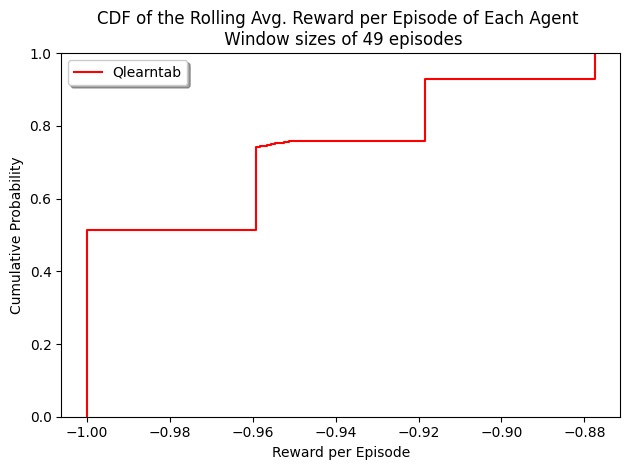 CDF of the Rolling Avg. Reward per Episode of Each Agent
Window sizes of 49 episodes
1.0
Qlearntab
0.8
0.6
0.4
0.2
0.0
Cumulative Probability
−1.00 −0.98 −0.96 −0.94 −0.92 −0.90 −0.88
Reward per Episode